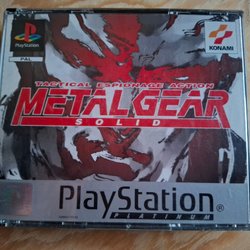 PlayStation
PAL
KONAMI
TACTICAL ESPIONAGE ACTION
METAL GEAR
SOLID
PlayStation®
PLATINUM